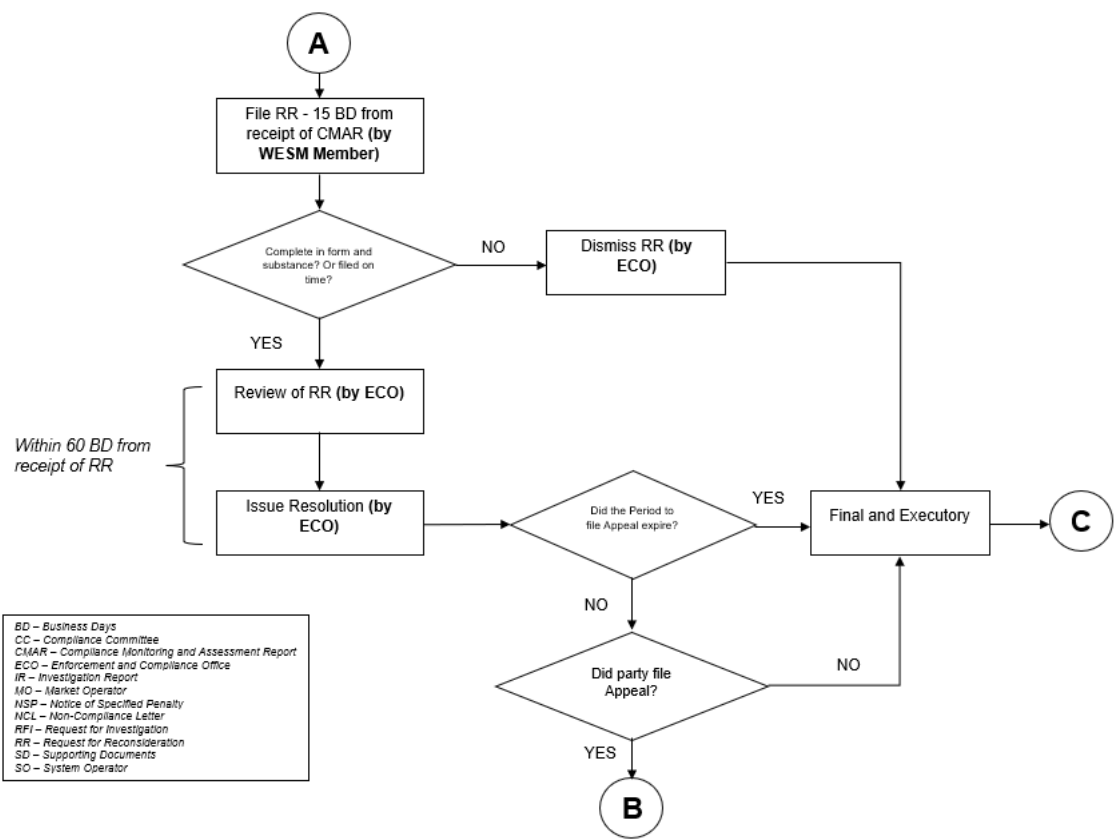 A
File RR - 15 BD from
receipt of CMAR (by
WESM Member)
Complete in form and
substance? Or filed on
time?
NO
Dismiss RR (by
ECO)
YES
Review of RR (by ECO)
Within 60 BD from
receipt of RR
Issue Resolution (by
ECO)
Did the Period to
file Appeal expire?
YES
Final and Executory
C
NO
Did party file
Appeal?
NO
YES
B
BD – Business Days
CC – Compliance Committee
CMAR – Compliance Monitoring and Assessment Report
ECO – Enforcement and Compliance Office
IR – Investigation Report
MO – Market Operator
NSP – Notice of Specified Penalty
NCL – Non-Compliance Letter
RFI – Request for Investigation
RR – Request for Reconsideration
SD – Supporting Documents
SO – System Operator